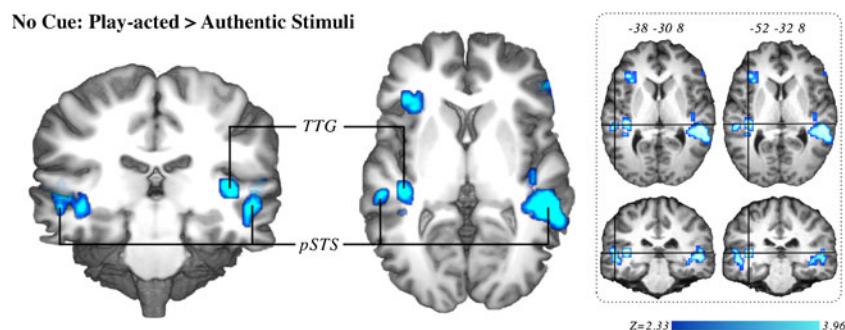 No Cue: Play-acted > Authentic Stimuli
-38 -30 8
-52 -32 8
TTG
pSTS
Z=2.33
3.96